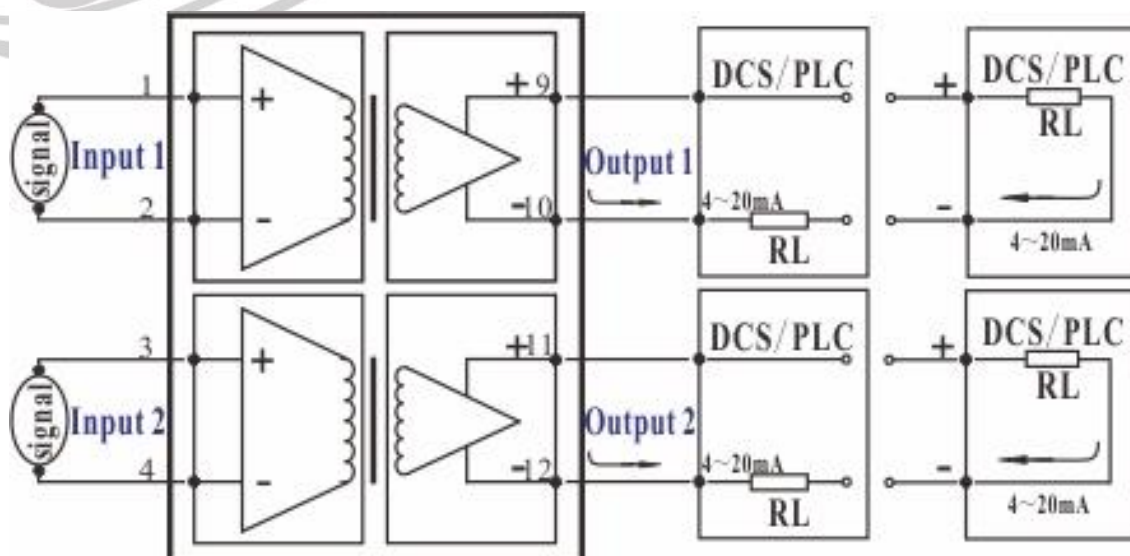 1
+
+ 9
signal
Input 1
2
-
-10
Output 1
4~20mA
DCS/PLC
RL
+
DCS/PLC
RL
-
4~20mA
3
+
+11
signal
Input 2
4
-
-12
Output 2
4~20mA
DCS/PLC
RL
+
DCS/PLC
RL
-
4~20mA